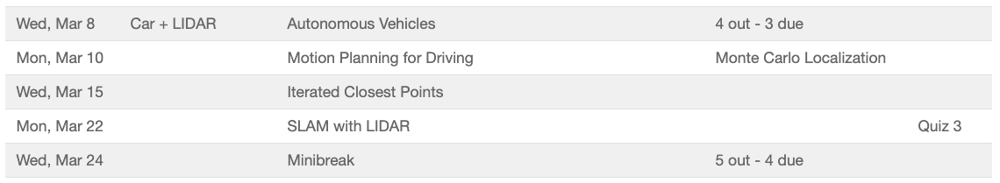 Wed, Mar 8 Car + LIDAR Autonomous Vehicles 4 out - 3 due
Mon, Mar 10 Motion Planning for Driving Monte Carlo Localization
Wed, Mar 15 Iterated Closest Points
Mon, Mar 22 SLAM with LIDAR Quiz 3
Wed, Mar 24 Minibreak 5 out - 4 due